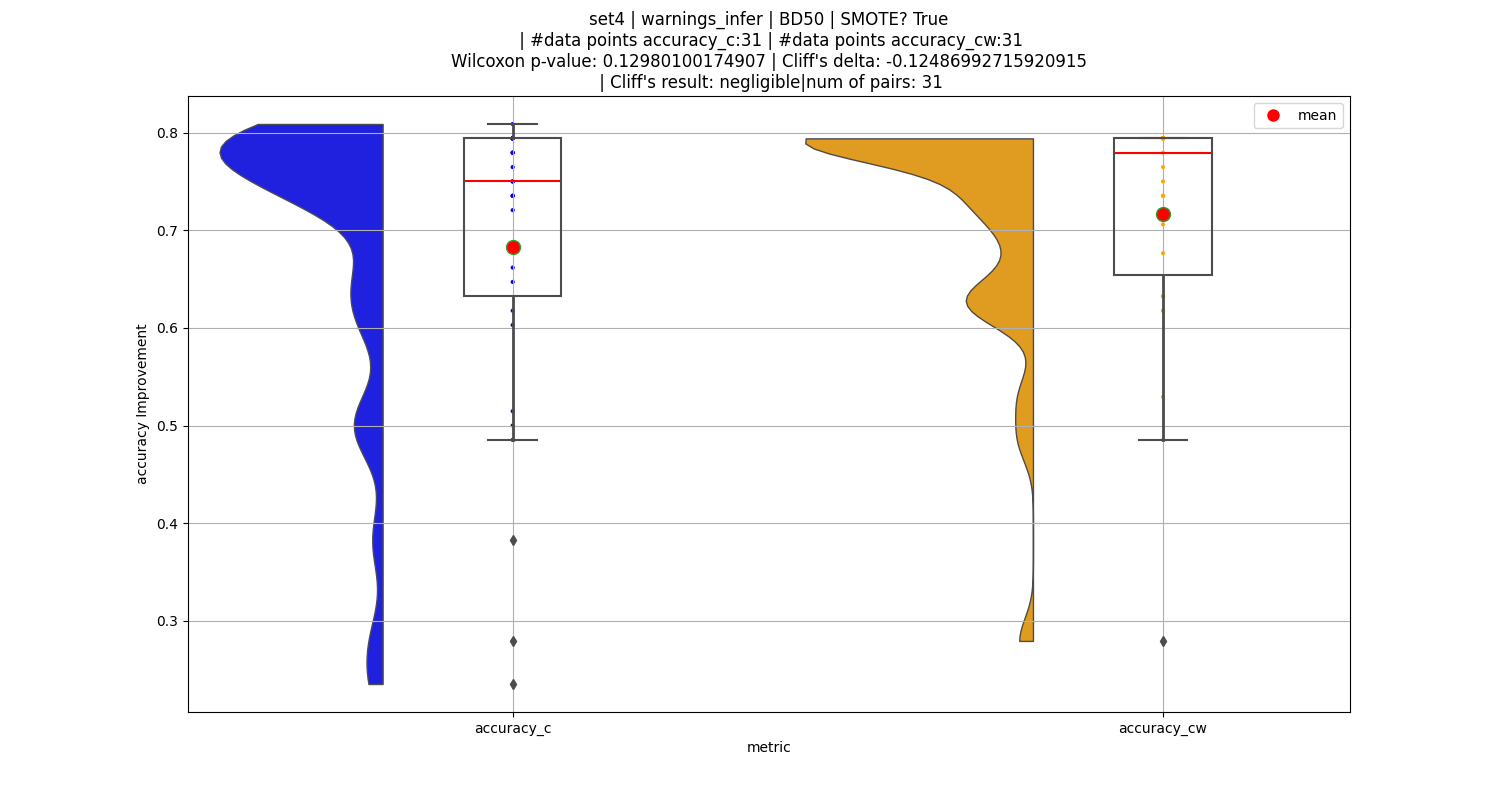 set4 | warnings_infer | BD50 | SMOTE? True
| #data points accuracy_c:31 | #data points accuracy_cw:31
Wilcoxon p-value: 0.12980100174907 | Cliff's delta: -0.12486992715920915
| Cliff's result: negligible|num of pairs: 31
mean
0.8
0.7
0.6
0.5
0.4
0.3
accuracy Improvement
accuracy_c
accuracy_cw
metric